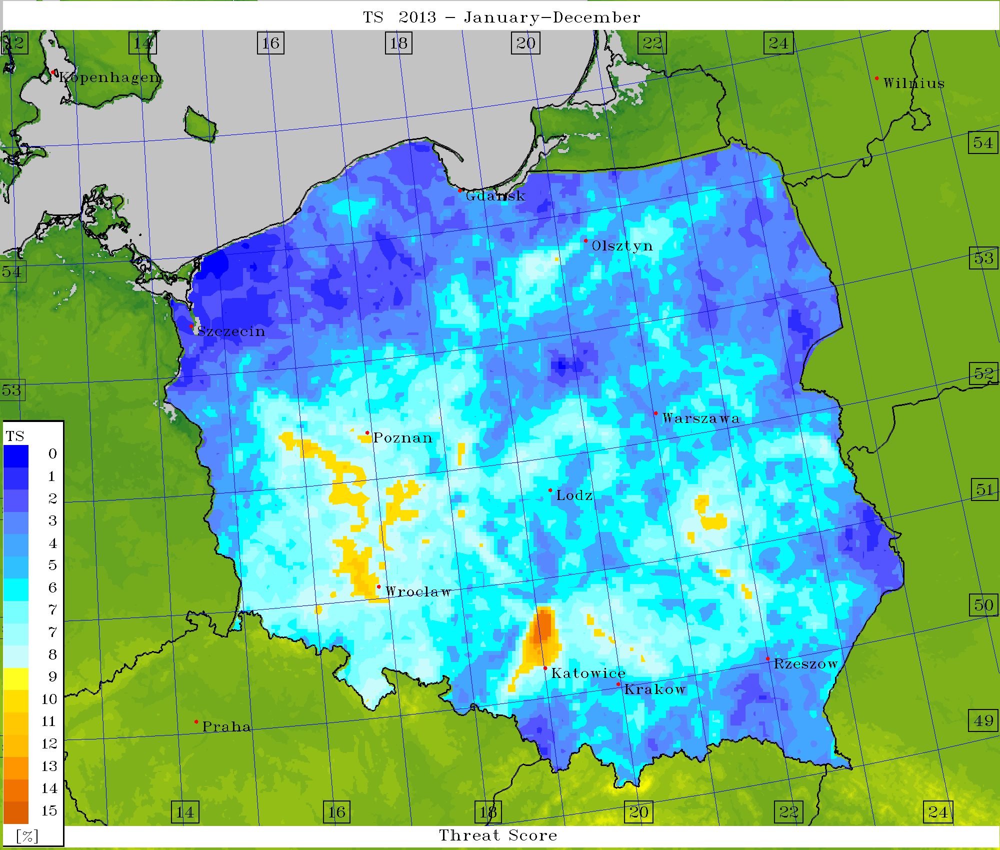 TS 2013 - January-December
12 14 16 18 20 22 24
Kopenhagen
Wilnius
54
Gdansk
Olsztyn
53
54
Szczecin
52
53
Warszawa
Poznan
TS
0
1
2
3
4
5
6
7
7
8
9
10
11
12
13
14
15
[%]
51
Lodz
Wroclaw
50
Rzeszow
Katowice
Krakow
49
Praha
14 16 18 20 22 24
Threat Score